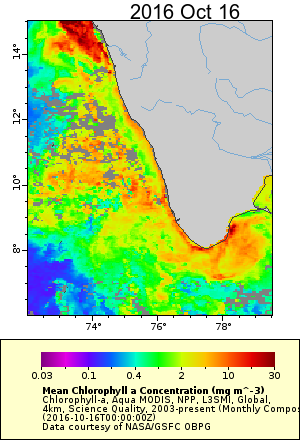 2016 Oct 16
14°
12°
10°
8°
74° 76° 78°
0.03 0.1 0.4 1 3 10 30
Mean Chlorophyll a Concentration (mg m^-3)
Chlorophyll-a, Aqua MODIS, NPP, L3SMI, Global,
4km, Science Quality, 2003-present (Monthly Compos
(2016-10-16T00:00:00Z)
Data courtesy of NASA/GSFC OBPG